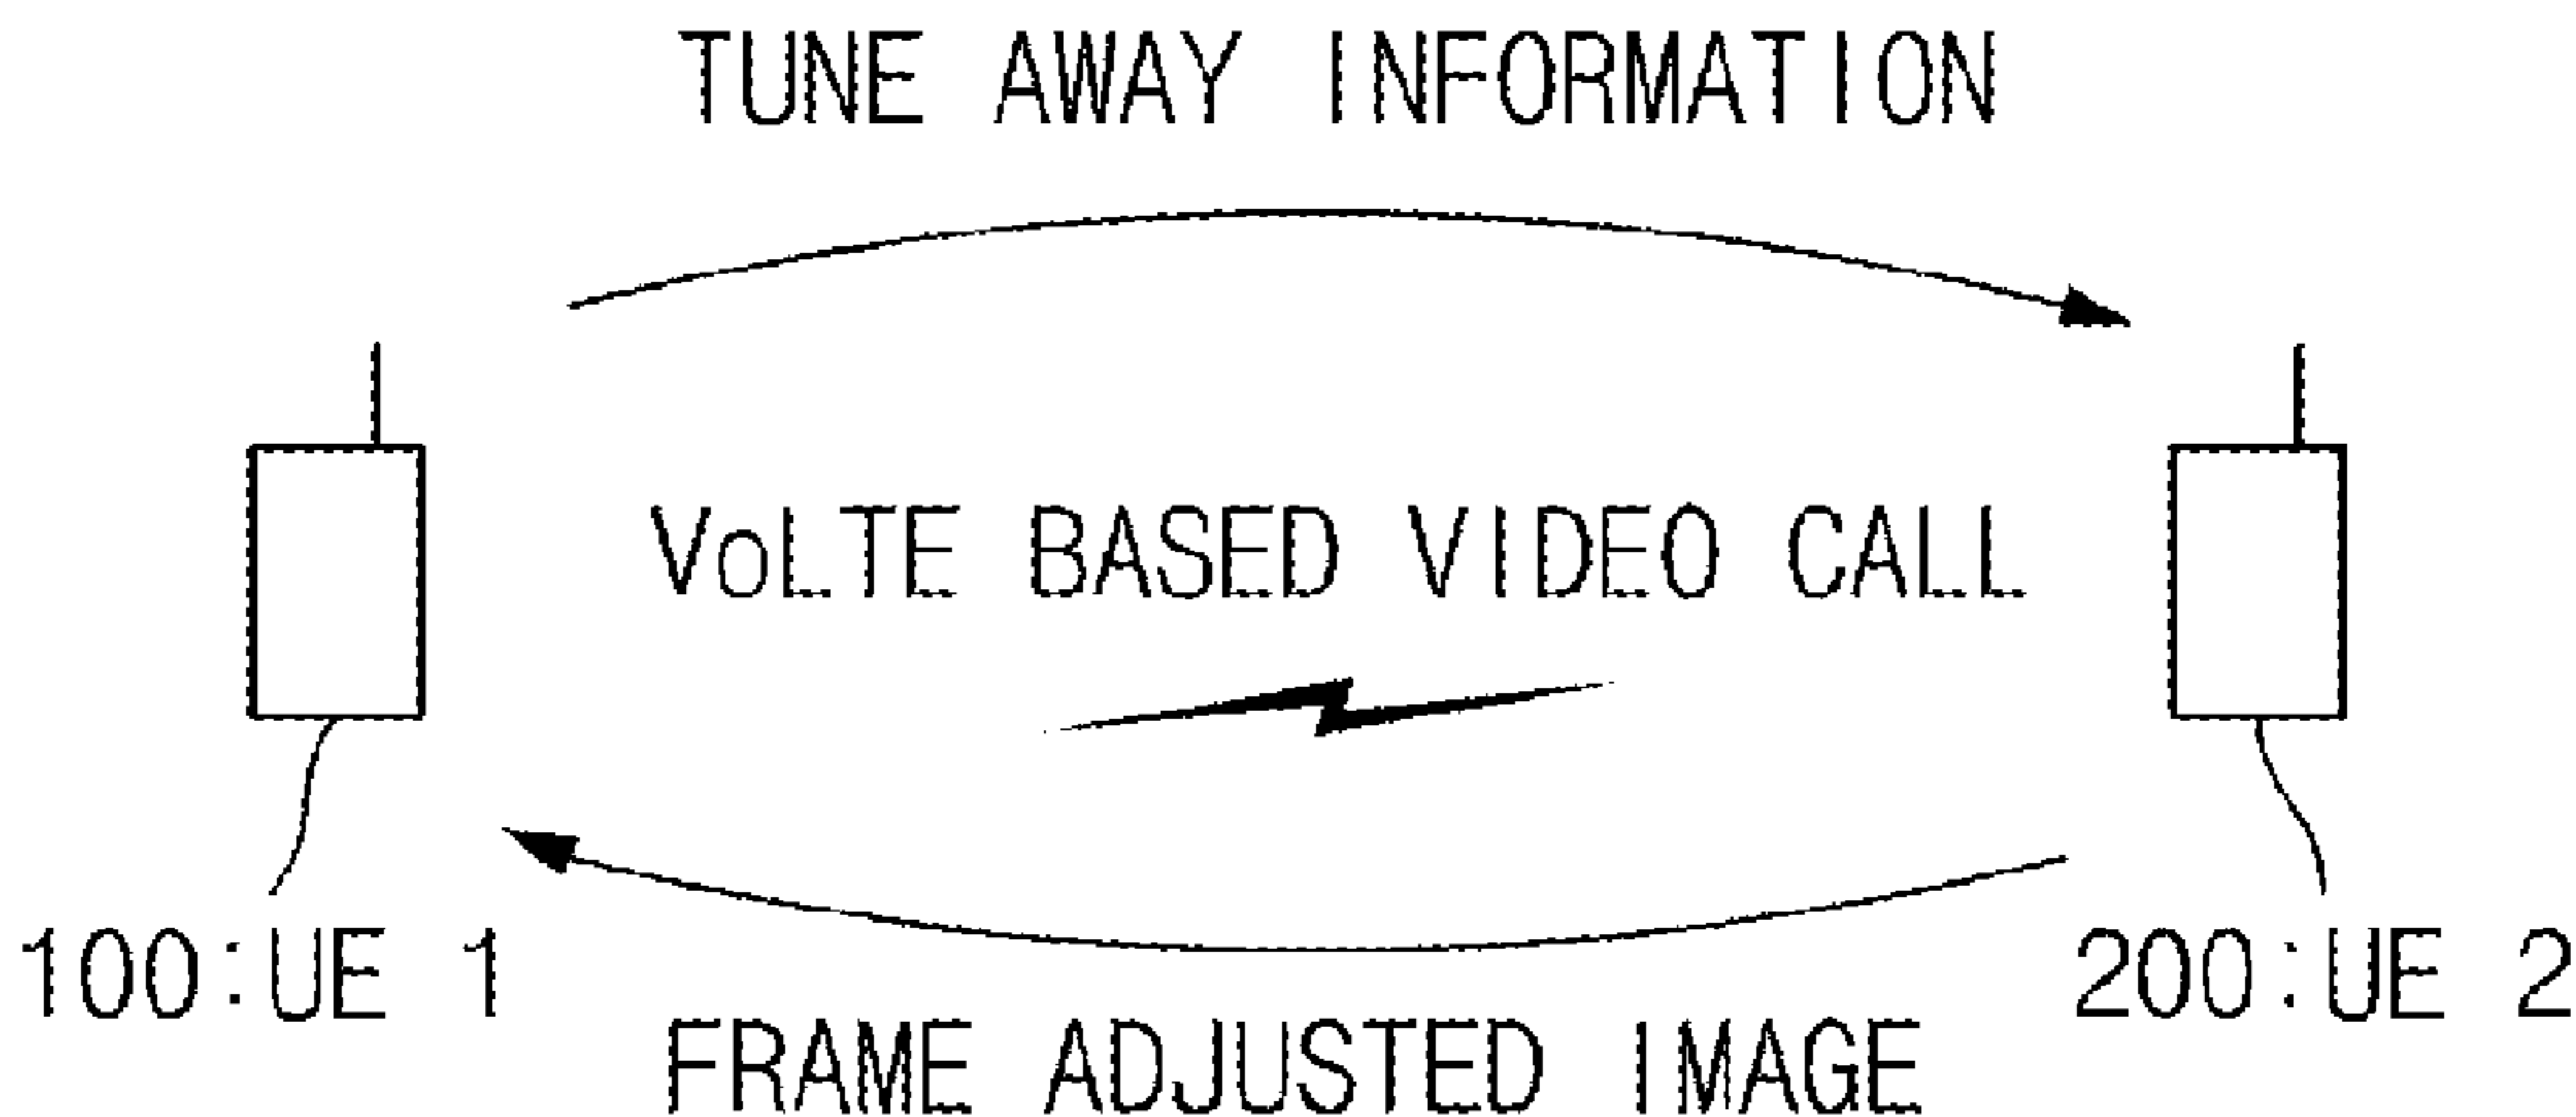 TUNE AWAY INFORMATION
VoLTE BASED VIDEO CALL
100:UE 1
200:UE 2
FRAME ADJUSTED IMAGE